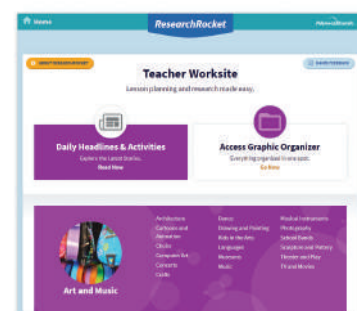 Home
ResearchRocket
Teacher Worksite
Lesson planning and research made easy.
Daily Headlines & Activities
Explore the Latest Stories.
Read Now
Access Graphic Organizer
Everything organized in one spot.
Go Now
Art and Music
Architecture
Cartoons and
Animation
Circus
Computer Art
Concerts
Crafts
Dance
Drawing and Painting
Kids in the Arts
Languages
Museums
Music
Musical Instruments
Photography
School Bands
Sculpture and Pottery
Theater and Play
TV and Movies